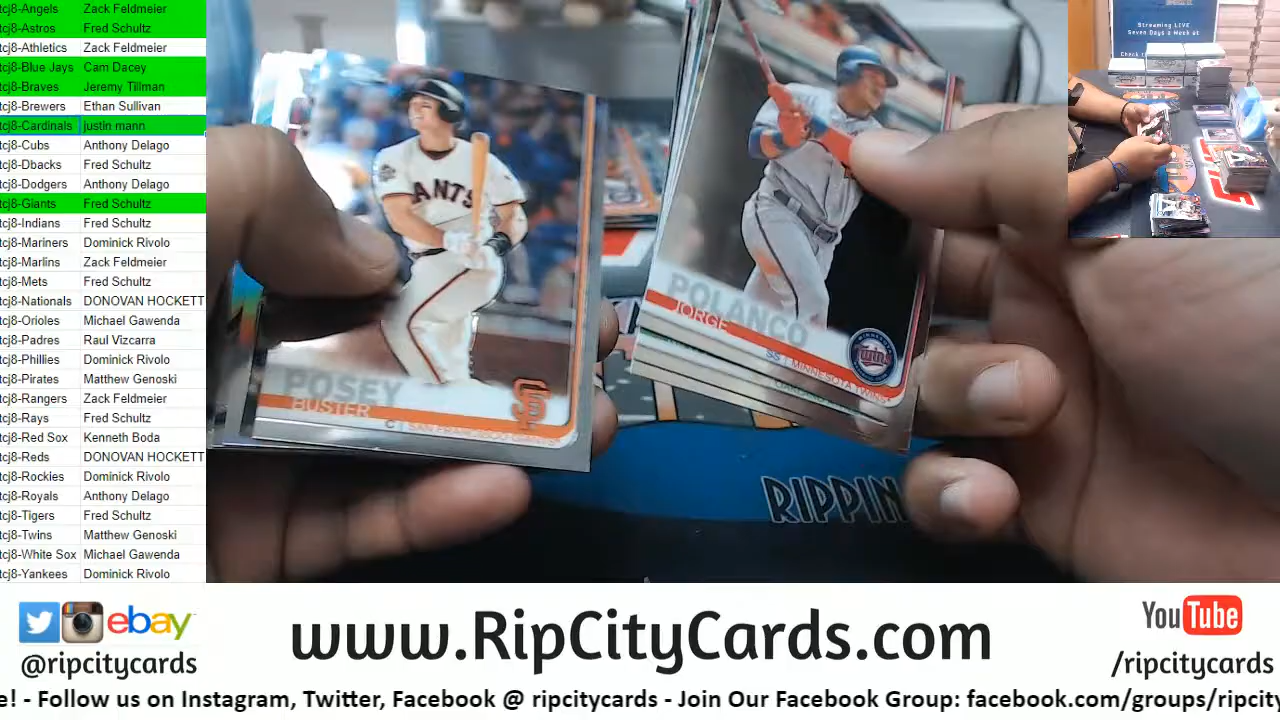 tcj8-Angels Zack Feldmeier
tcj8-Astros Fred Schultz
tcj8-Athletics Zack Feldmeier
tcj8-Blue Jays Cam Dacey
tcj8-Braves Jeremy Tillman
tcj8-Brewers Ethan Sullivan
tcj8-Cardinals justin mann
tcj8-Cubs Anthony Delago
tcj8-Dbacks Fred Schultz
tcj8-Dodgers Anthony Delago
tcj8-Giants Fred Schultz
tcj8-Indians Fred Schultz
tcj8-Mariners Dominick Rivolo
tcj8-Marlins Zack Feldmeier
tcj8-Mets Fred Schultz
tcj8-Nationals DONOVAN HOCKETT
tcj8-Orioles Michael Gawenda
tcj8-Padres Raul Vizcarra
tcj8-Phillies Dominick Rivolo
tcj8-Pirates Matthew Genoski
tcj8-Rangers Zack Feldmeier
tcj8-Rays Fred Schultz
tcj8-Red Sox Kenneth Boda
tcj8-Reds DONOVAN HOCKETT
tcj8-Rockies Dominick Rivolo
tcj8-Royals Anthony Delago
tcj8-Tigers Fred Schultz
tcj8-Twins Matthew Genoski
tcj8-White Sox Michael Gawenda
tcj8-Yankees Dominick Rivolo
GIANTS
POSEY
BUSTER
C | SAN FRANCISCO GIANTS
SF
POLANCO
JORGE
SS | MINNESOTA TWINS
Twins
RIPPIN
Streaming LIVE
Seven Days a Week at
Check
ebay
@ripcitycards
www.RipCityCards.com
YouTube
/ripcitycards
e! - Follow us on Instagram, Twitter, Facebook @ ripcitycards - Join Our Facebook Group: facebook.com/groups/ripcity